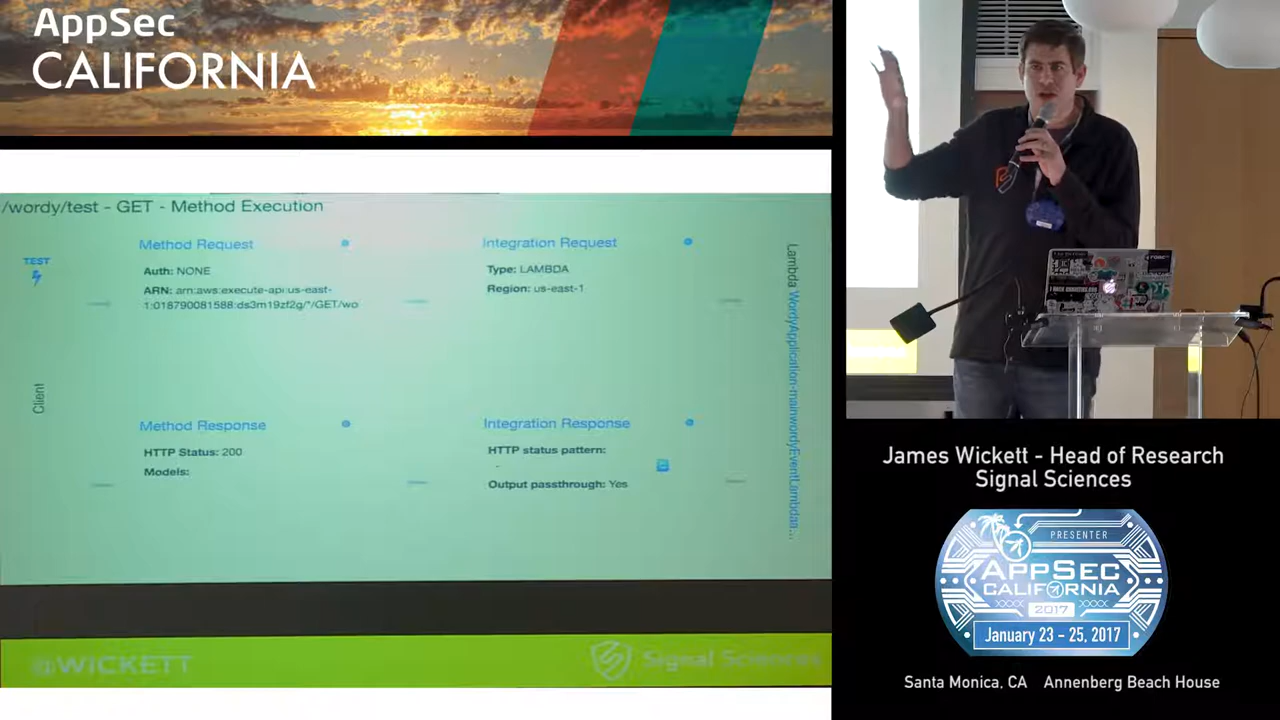 AppSec
CALIFORNIA
/wordy/test - GET - Method Execution
TEST
Client
Method Request
Auth: NONE
ARN: arn:aws:execute-api:us-east-
1:018790081588:ds3m19zf2g/*/GET/wo
Integration Request
Type: LAMBDA
Region: us-east-1
Method Response
HTTP Status: 200
Models:
Integration Response
HTTP status pattern:
-
Output passthrough: Yes
Lambda WordyApplication-mainwordyEventLambdaa...
@WICKETT
Signal Sciences
James Wickett - Head of Research
Signal Sciences
PRESENTER
APPSEC
CALIFORNIA
2017
January 23 - 25, 2017
Santa Monica, CA Annenberg Beach House